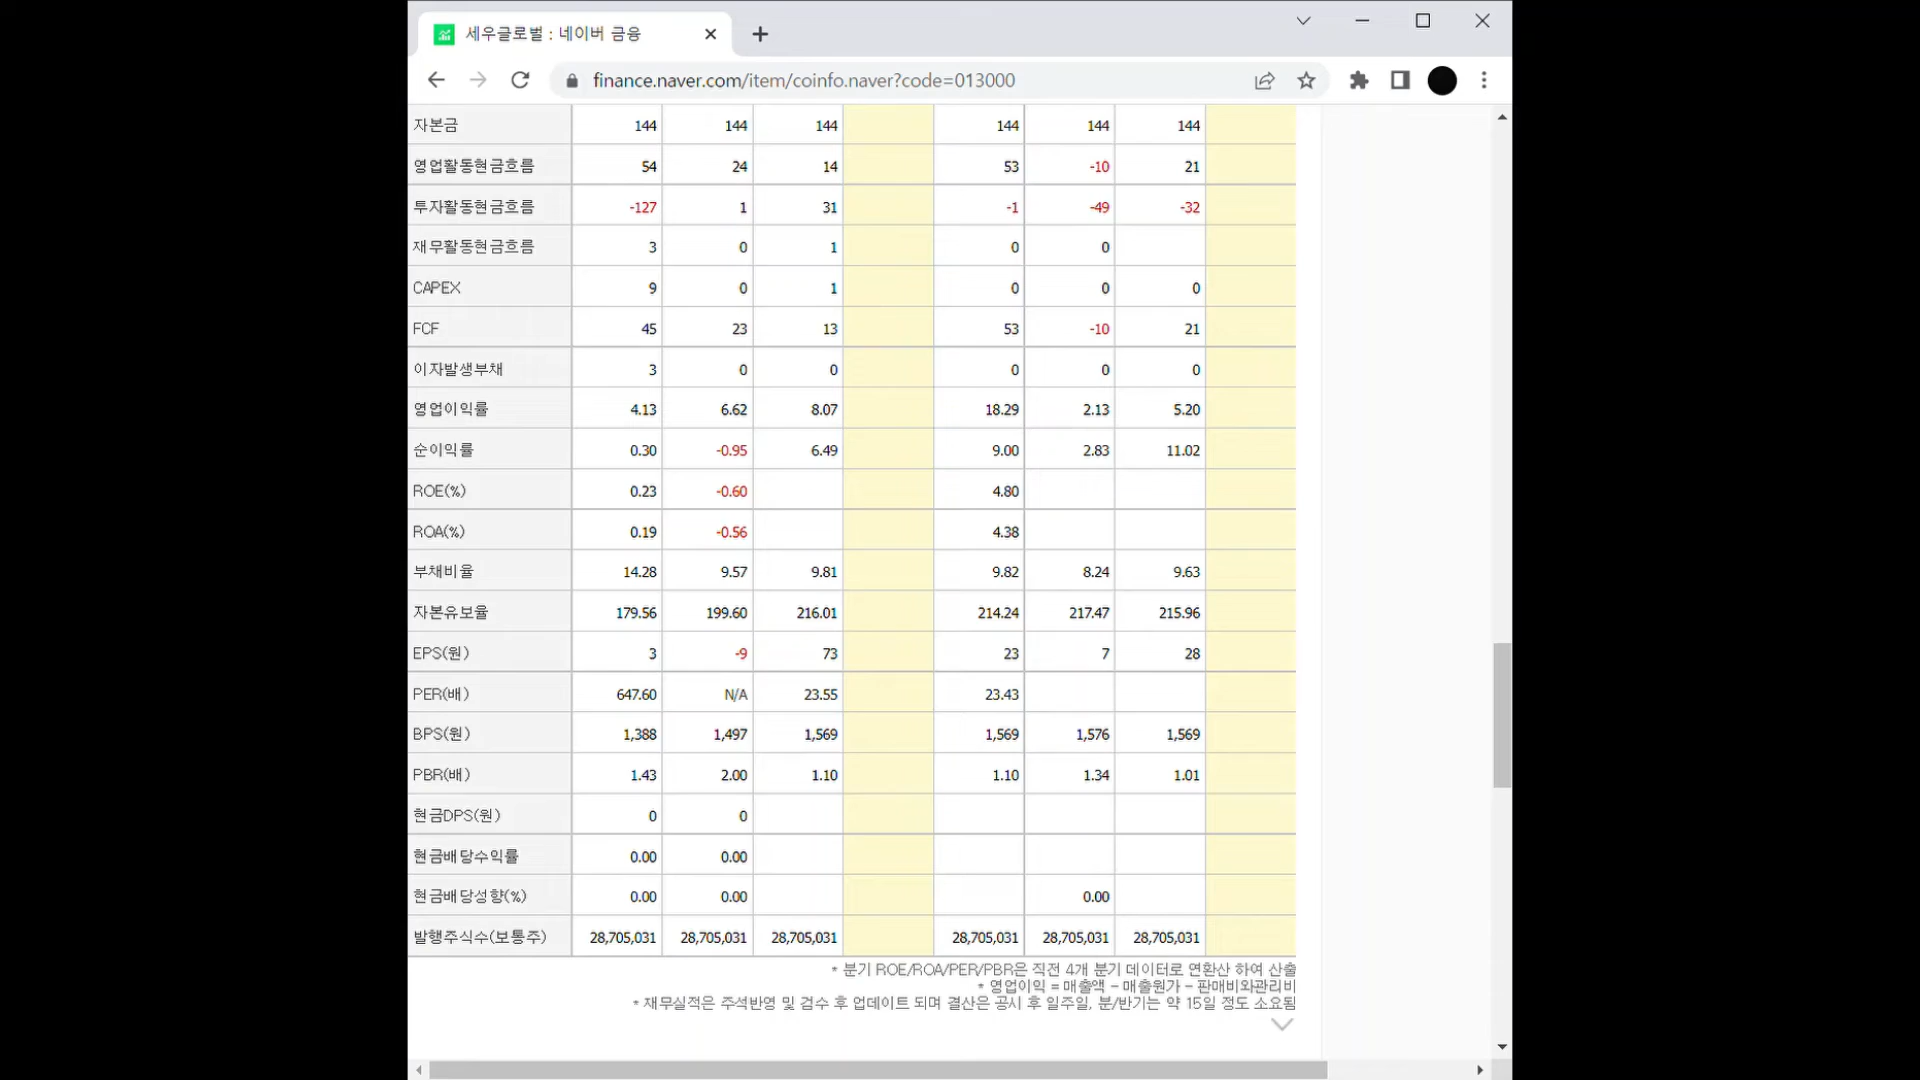 세우글로벌 : 네이버 금융
finance.naver.com/item/coinfo.naver?code=013000
자본금 144 144 144 144 144 144
영업활동현금흐름 54 24 14 53 -10 21
투자활동현금흐름 -127 1 31 -1 -49 -32
재무활동현금흐름 3 0 1 0 0
CAPEX 9 0 1 0 0 0
FCF 45 23 13 53 -10 21
이자발생부채 3 0 0 0 0 0
영업이익률 4.13 6.62 8.07 18.29 2.13 5.20
순이익률 0.30 -0.95 6.49 9.00 2.83 11.02
ROE(%) 0.23 -0.60 4.80
ROA(%) 0.19 -0.56 4.38
부채비율 14.28 9.57 9.81 9.82 8.24 9.63
자본유보율 179.56 199.60 216.01 214.24 217.47 215.96
EPS(원) 3 -9 73 23 7 28
PER(배) 647.60 N/A 23.55 23.43
BPS(원) 1,388 1,497 1,569 1,569 1,576 1,569
PBR(배) 1.43 2.00 1.10 1.10 1.34 1.01
현금DPS(원) 0 0
현금배당수익률 0.00 0.00
현금배당성향(%) 0.00 0.00 0.00
발행주식수(보통주) 28,705,031 28,705,031 28,705,031 28,705,031 28,705,031 28,705,031
* 분기 ROE/ROA/PER/PBR은 직전 4개 분기 데이터로 연환산 하여 산출
* 영업이익 = 매출액 - 매출원가 - 판매비와관리비
* 재무실적은 주석반영 및 검수 후 업데이트 되며 결산은 공시 후 일주일, 분/반기는 약 15일 정도 소요됨